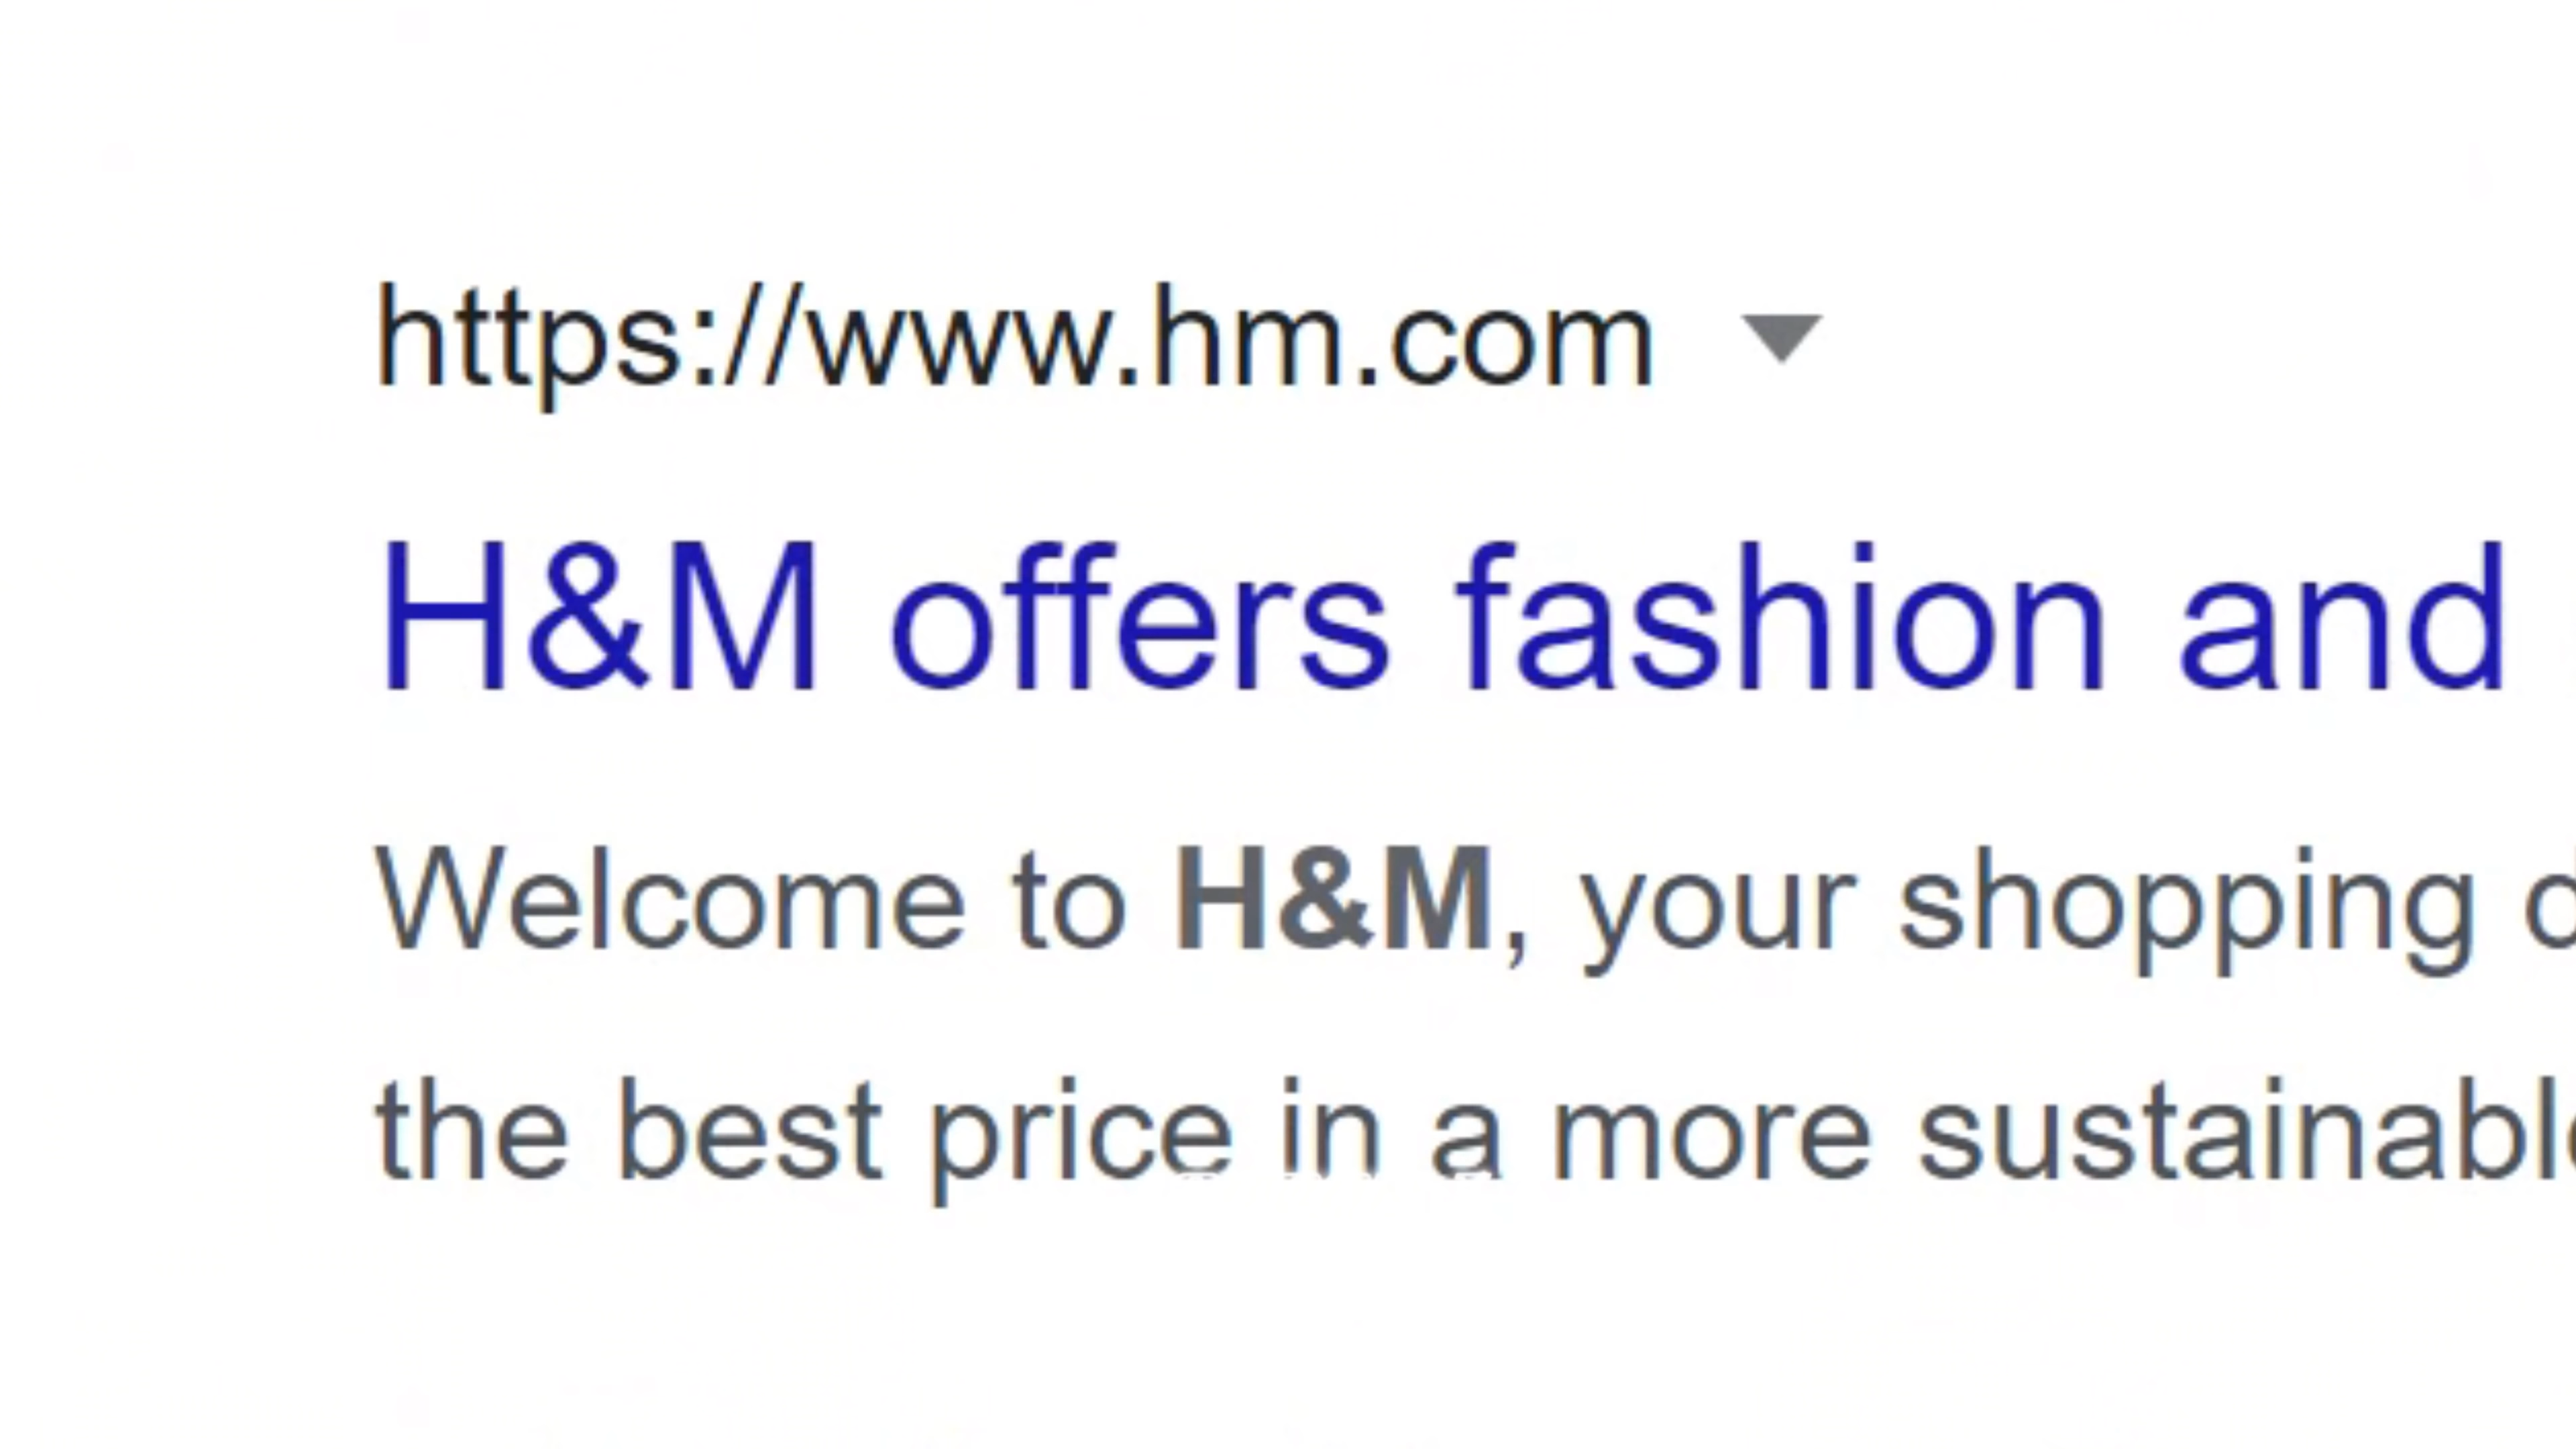 https://www.hm.com
H&M offers fashion and
Welcome to H&M, your shopping
the best price in a more